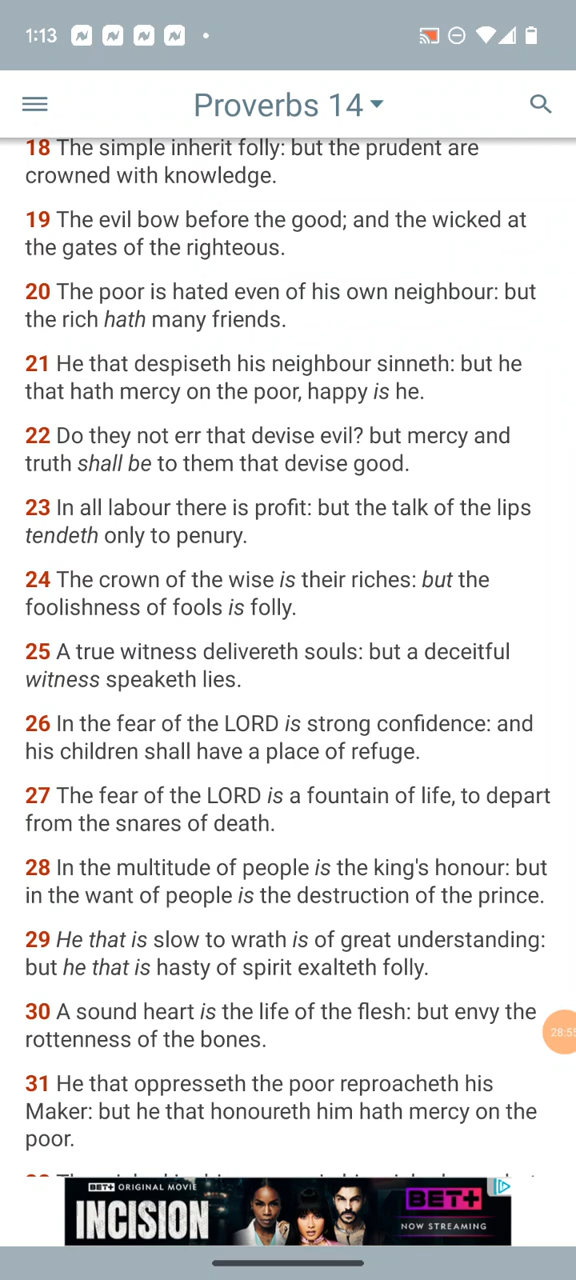 1:13
Proverbs 14
18 The simple inherit folly: but the prudent are
crowned with knowledge.
19 The evil bow before the good; and the wicked at
the gates of the righteous.
20 The poor is hated even of his own neighbour: but
the rich hath many friends.
21 He that despiseth his neighbour sinneth: but he
that hath mercy on the poor, happy is he.
22 Do they not err that devise evil? but mercy and
truth shall be to them that devise good.
23 In all labour there is profit: but the talk of the lips
tendeth only to penury.
24 The crown of the wise is their riches: but the
foolishness of fools is folly.
25 A true witness delivereth souls: but a deceitful
witness speaketh lies.
26 In the fear of the LORD is strong confidence: and
his children shall have a place of refuge.
27 The fear of the LORD is a fountain of life, to depart
from the snares of death.
28 In the multitude of people is the king's honour: but
in the want of people is the destruction of the prince.
29 He that is slow to wrath is of great understanding:
but he that is hasty of spirit exalteth folly.
30 A sound heart is the life of the flesh: but envy the
rottenness of the bones.
28:55
31 He that oppresseth the poor reproacheth his
Maker: but he that honoureth him hath mercy on the
poor.
BET+ ORIGINAL MOVIE
INCISION
BET+
NOW STREAMING